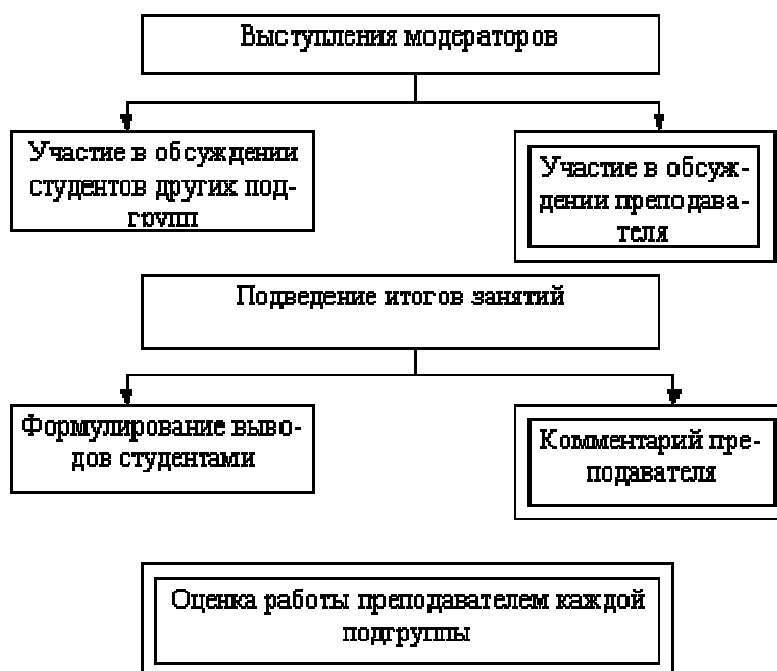 Выступления модераторов
Участие в обсуждении
студентов других под-
групп
Участие в обсуж-
дении преподава-
теля
Подведение итогов занятий
Формулирование выво-
дов студентами
Комментарий пре-
подавателя
Оценка работы преподавателем каждой
подгруппы